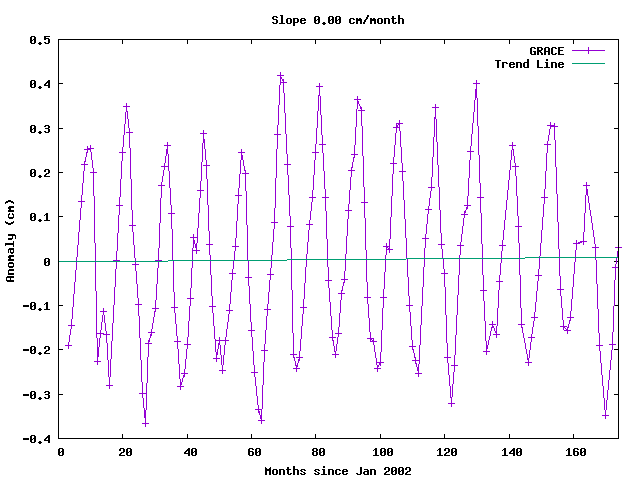 Slope 0.00 cm/month
GRACE
Trend Line
0.5
0.4
0.3
0.2
0.1
0
-0.1
-0.2
-0.3
-0.4
Anomaly (cm)
0 20 40 60 80 100 120 140 160
Months since Jan 2002